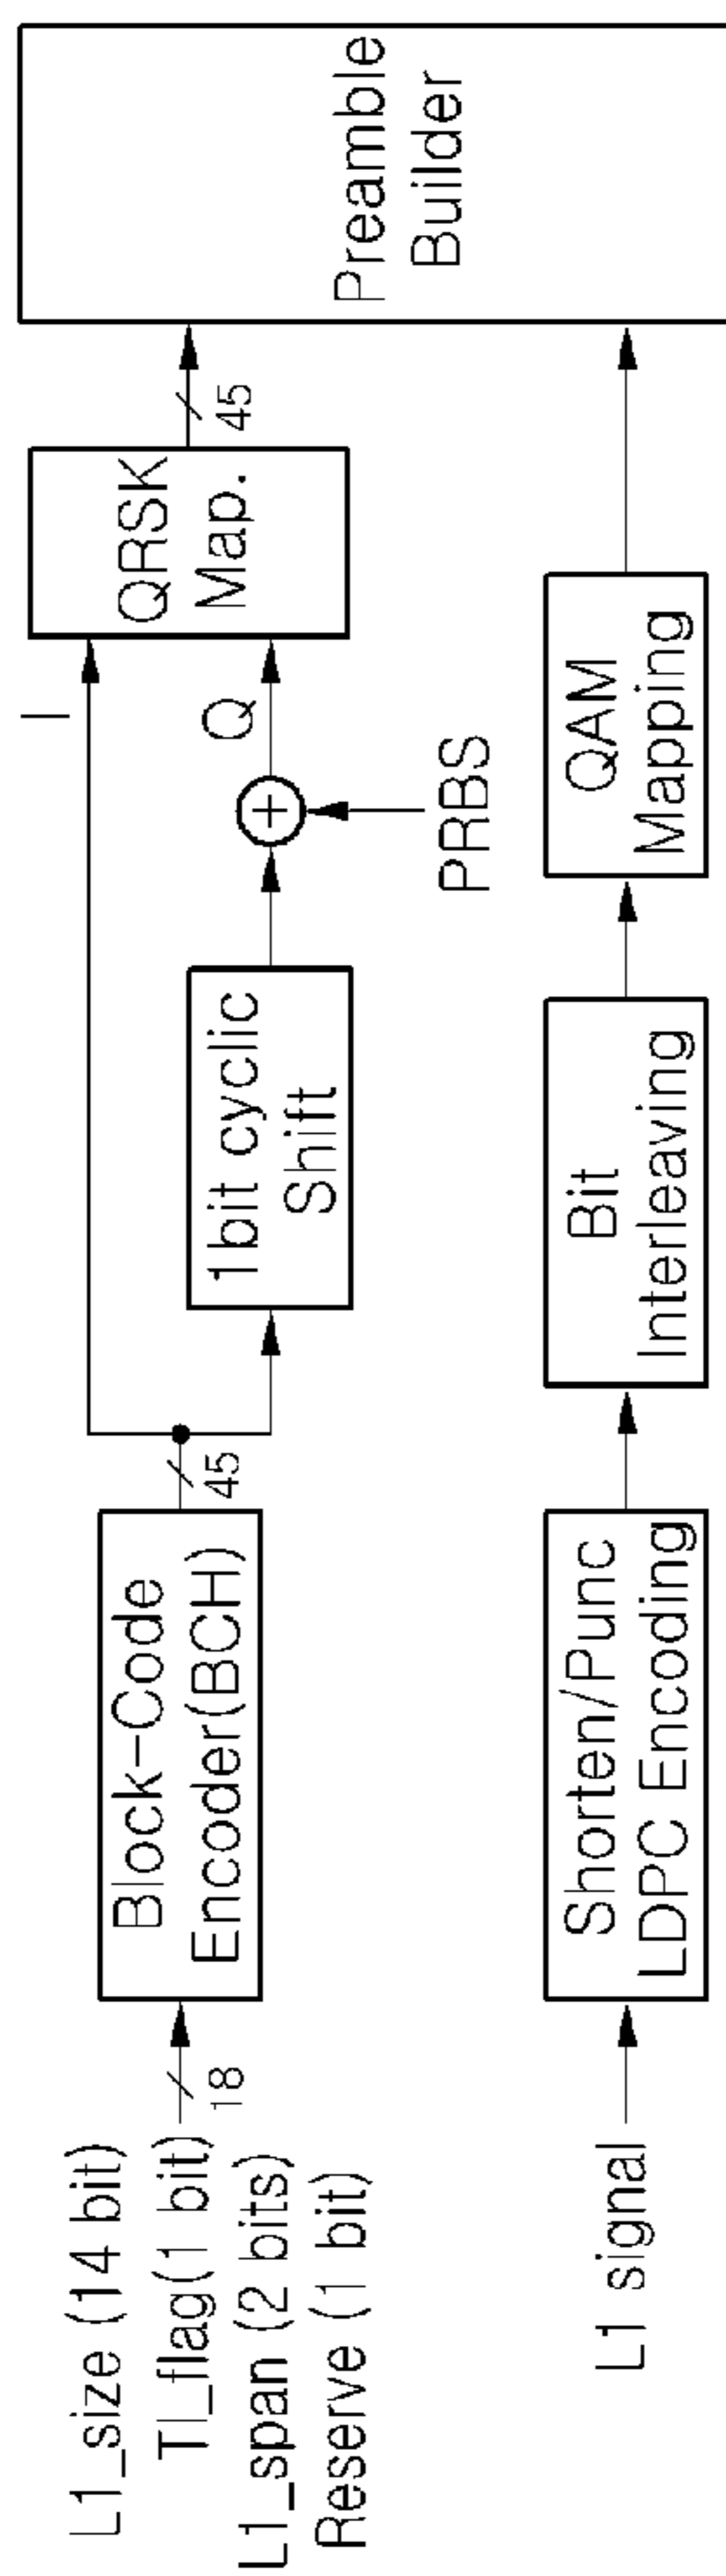 L1_size (14 bit)
TI_flag(1 bit)
L1_span (2 bits)
Reserve (1 bit)
18
Block-Code
Encoder(BCH)
45
1bit cyclic
Shift
PRBS
I
Q
QRSK
Map.
45
Preamble
Builder
L1 signal
Shorten/Punc
LDPC Encoding
Bit
Interleaving
QAM
Mapping